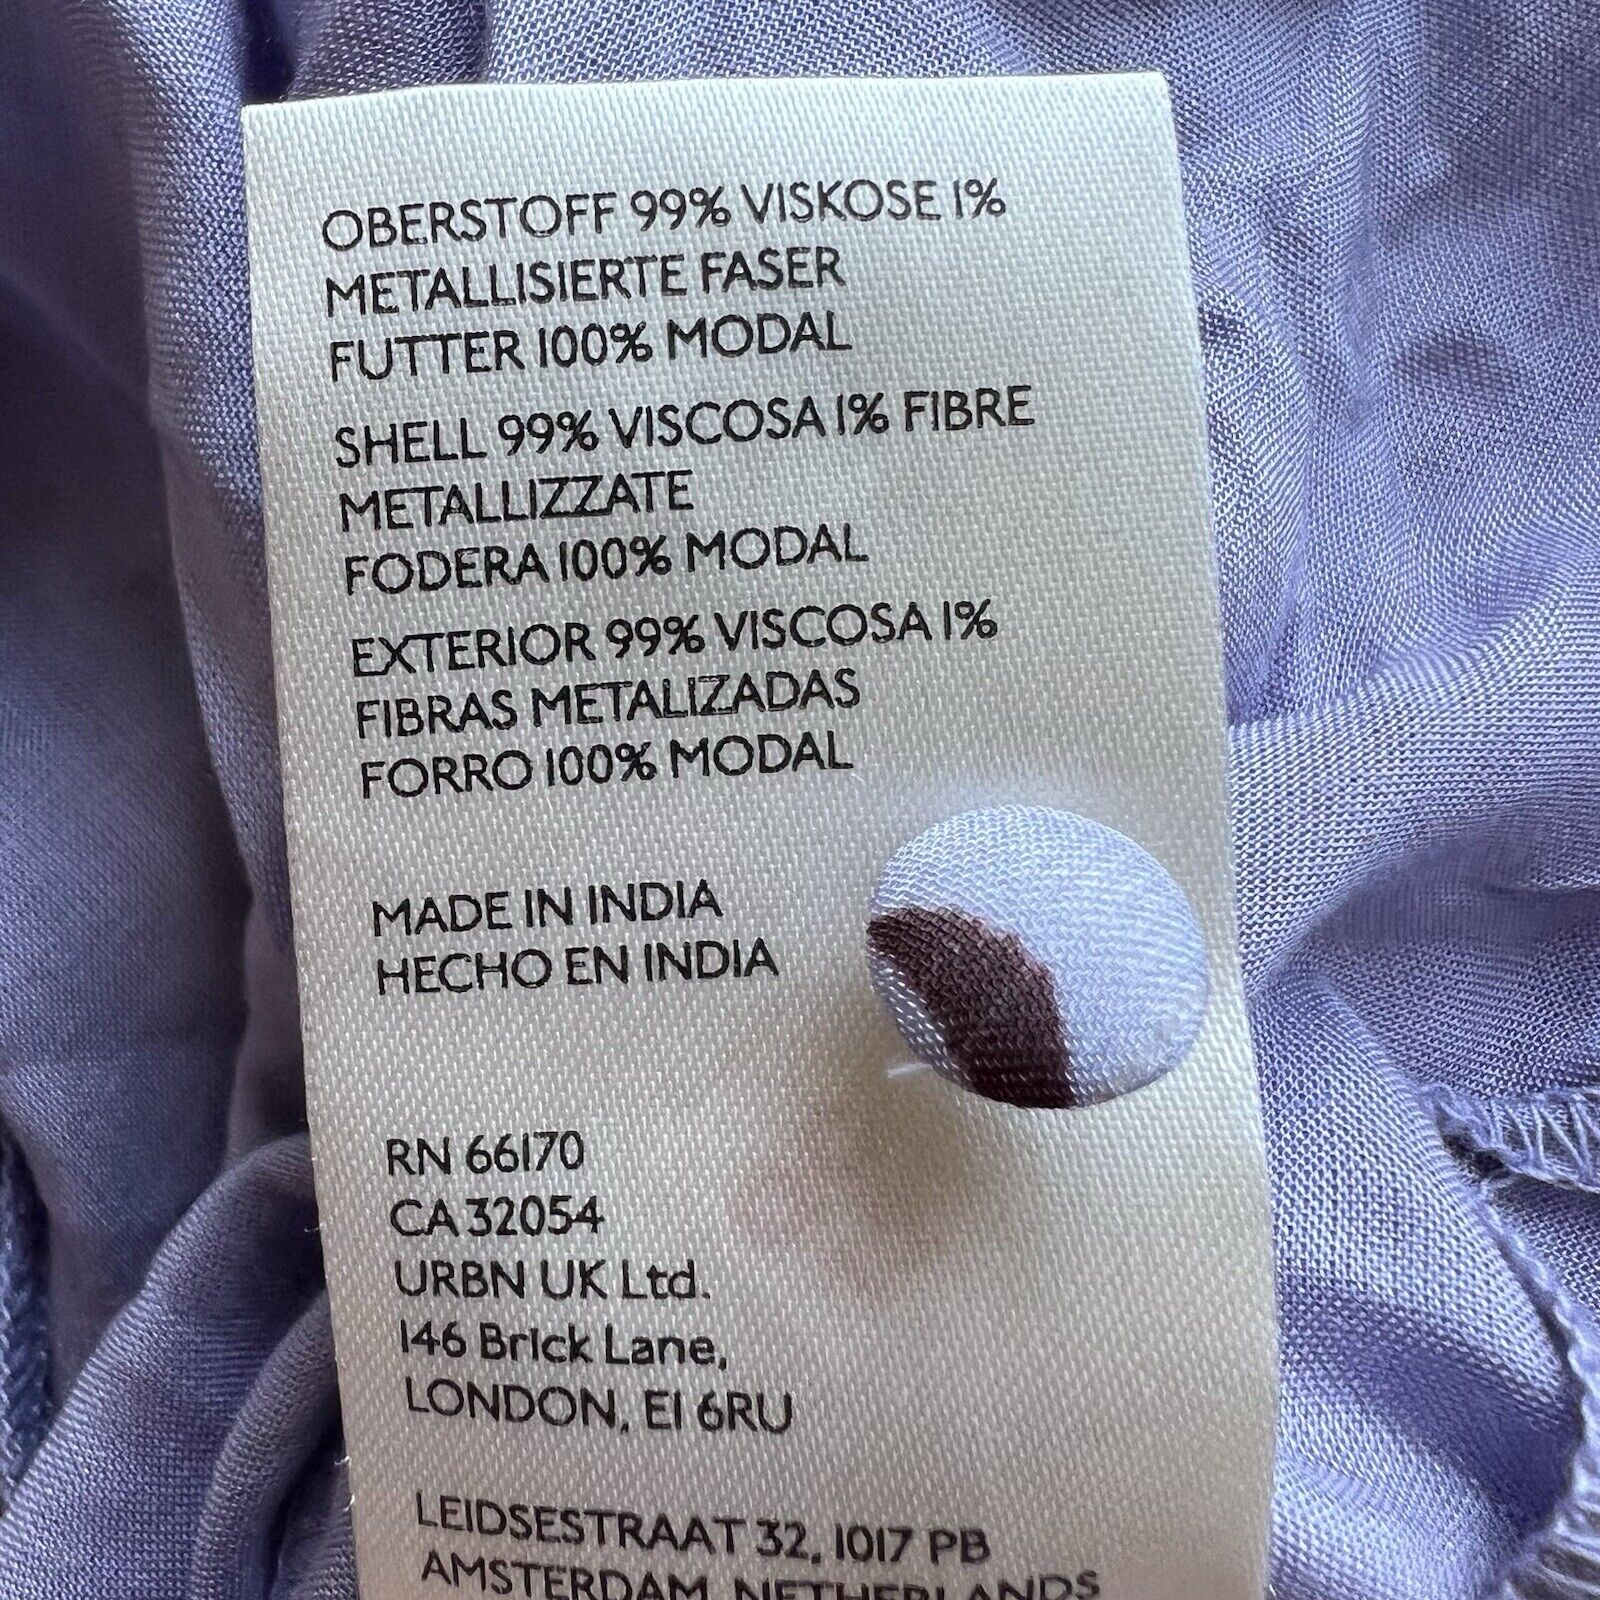 OBERSTOFF 99% VISKOSE 1%
METALLISIERTE FASER
FUTTER 100% MODAL
SHELL 99% VISCOSA 1% FIBRE
METALLIZZATE
FODERA 100% MODAL
EXTERIOR 99% VISCOSA 1%
FIBRAS METALIZADAS
FORRO 100% MODAL
MADE IN INDIA
HECHO EN INDIA
RN 66170
CA 32054
URBN UK Ltd.
146 Brick Lane,
LONDON, E1 6RU
LEIDSESTRAAT 32, 1017 PB
AMSTERDAM, NETHERLANDS